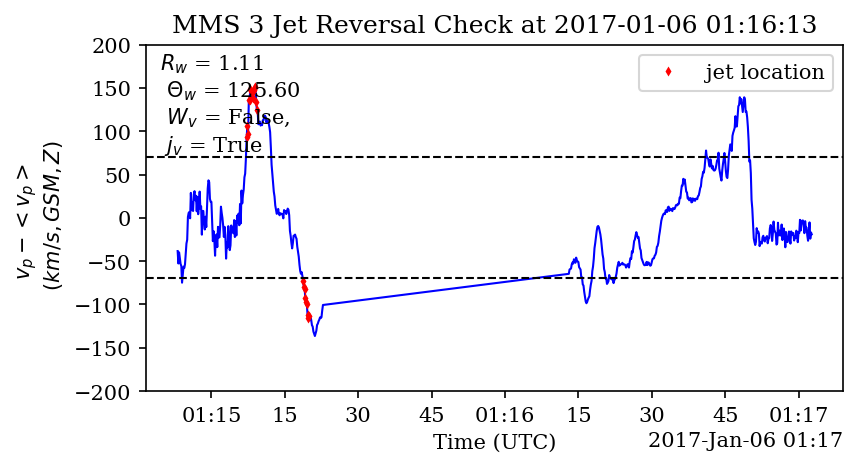 MMS 3 Jet Reversal Check at 2017-01-06 01:16:13
R_w = 1.11
Θ_w = 125.60
W_v = False,
j_v = True
jet location
v_p − <v_p>
(km/s, GSM, Z)
200
150
100
50
0
−50
−100
−150
−200
01:15 15 30 45 01:16 15 30 45 01:17
Time (UTC)
2017-Jan-06 01:17